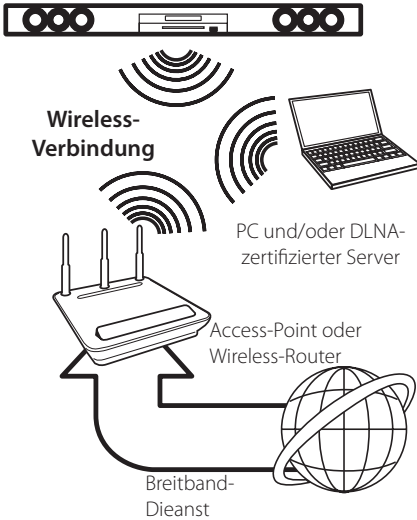 Wireless-
Verbindung
PC und/oder DLNA-
zertifizierter Server
Access-Point oder
Wireless-Router
Breitband-
Dieanst